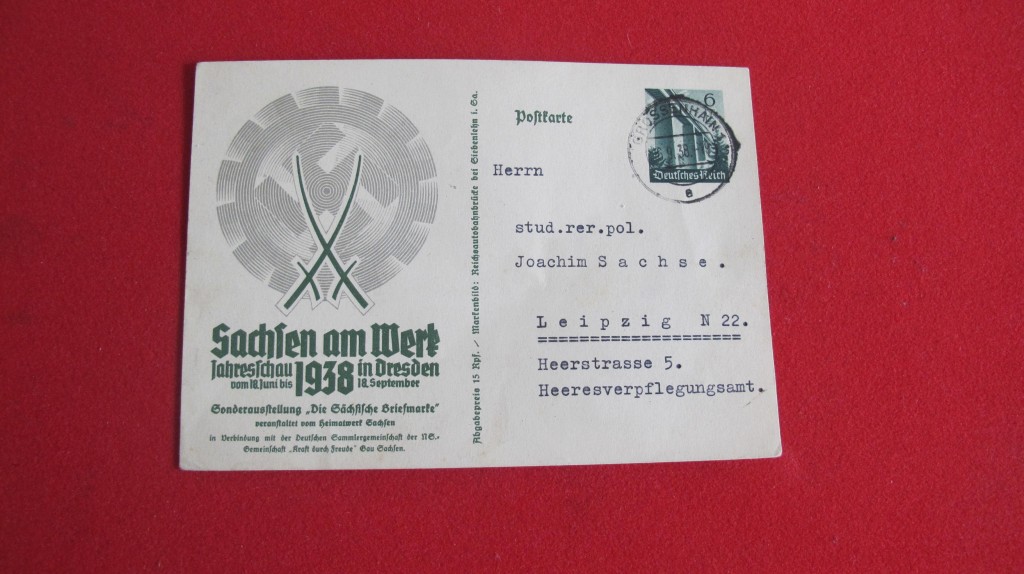 Sachsen am Werk
Jahresschau 1938 in Dresden
vom 18. Juni bis 18. September
Sonderausstellung „Die Sächsische Briefmarke“
veranstaltet vom Heimatwerk Sachsen
in Verbindung mit der Deutschen Sammlergemeinschaft der NS.-
Gemeinschaft „Kraft durch Freude“ Gau Sachsen.
Abgabepreis 15 Rpf. / Markenbild: Reichsautobahnbrücke bei Siebenlehn i. Sa.
Postkarte
6
Deutsches Reich
GROSSENHAIN
38
a
Herrn
stud.rer.pol.
Joachim S a c h s e .
L e i p z i g N 22.
Heerstrasse 5.
Heeresverpflegungsamt.